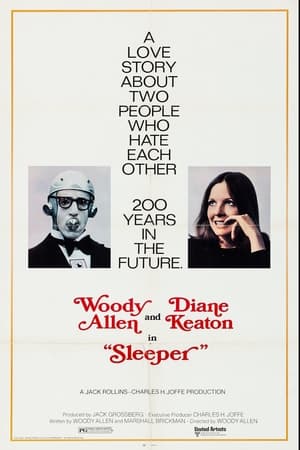 A
LOVE
STORY
ABOUT
TWO
PEOPLE
WHO
HATE
EACH
OTHER
200
YEARS
IN THE
FUTURE.
Woody Allen and Diane Keaton
in
"Sleeper"
A JACK ROLLINS-CHARLES H. JOFFE PRODUCTION
Produced by JACK GROSSBERG Executive Producer CHARLES H. JOFFE
Written by WOODY ALLEN and MARSHALL BRICKMAN Directed by WOODY ALLEN
PG
United Artists